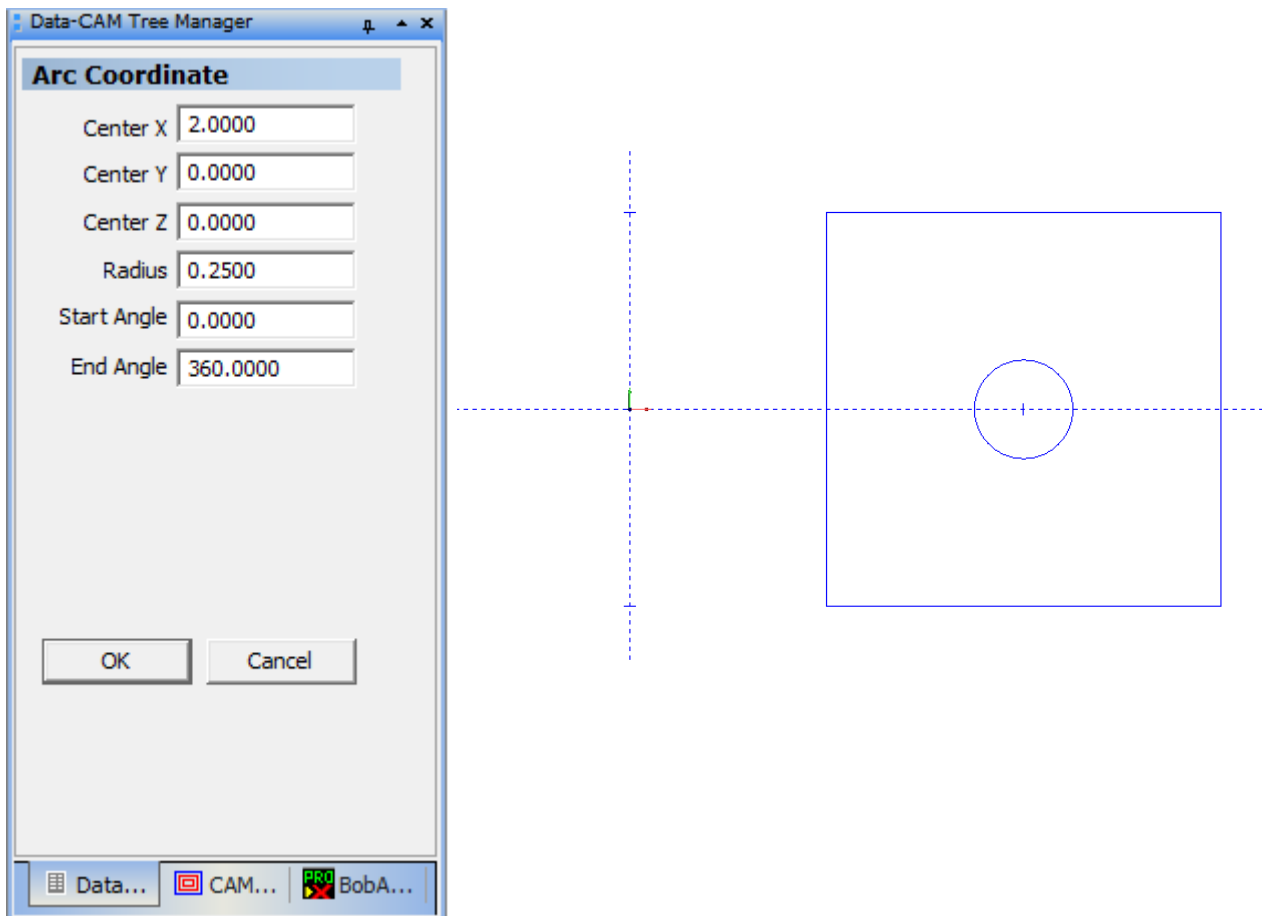 Data-CAM Tree Manager
Arc Coordinate
Center X 2.0000
Center Y 0.0000
Center Z 0.0000
Radius 0.2500
Start Angle 0.0000
End Angle 360.0000
OK Cancel
Data... CAM... PRO BobA...